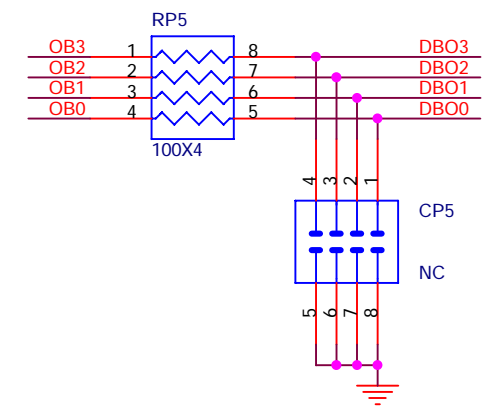 RP5
OB3 1 8 DBO3
OB2 2 7 DBO2
OB1 3 6 DBO1
OB0 4 5 DBO0
100X4
4 3 2 1
CP5
NC
5 6 7 8